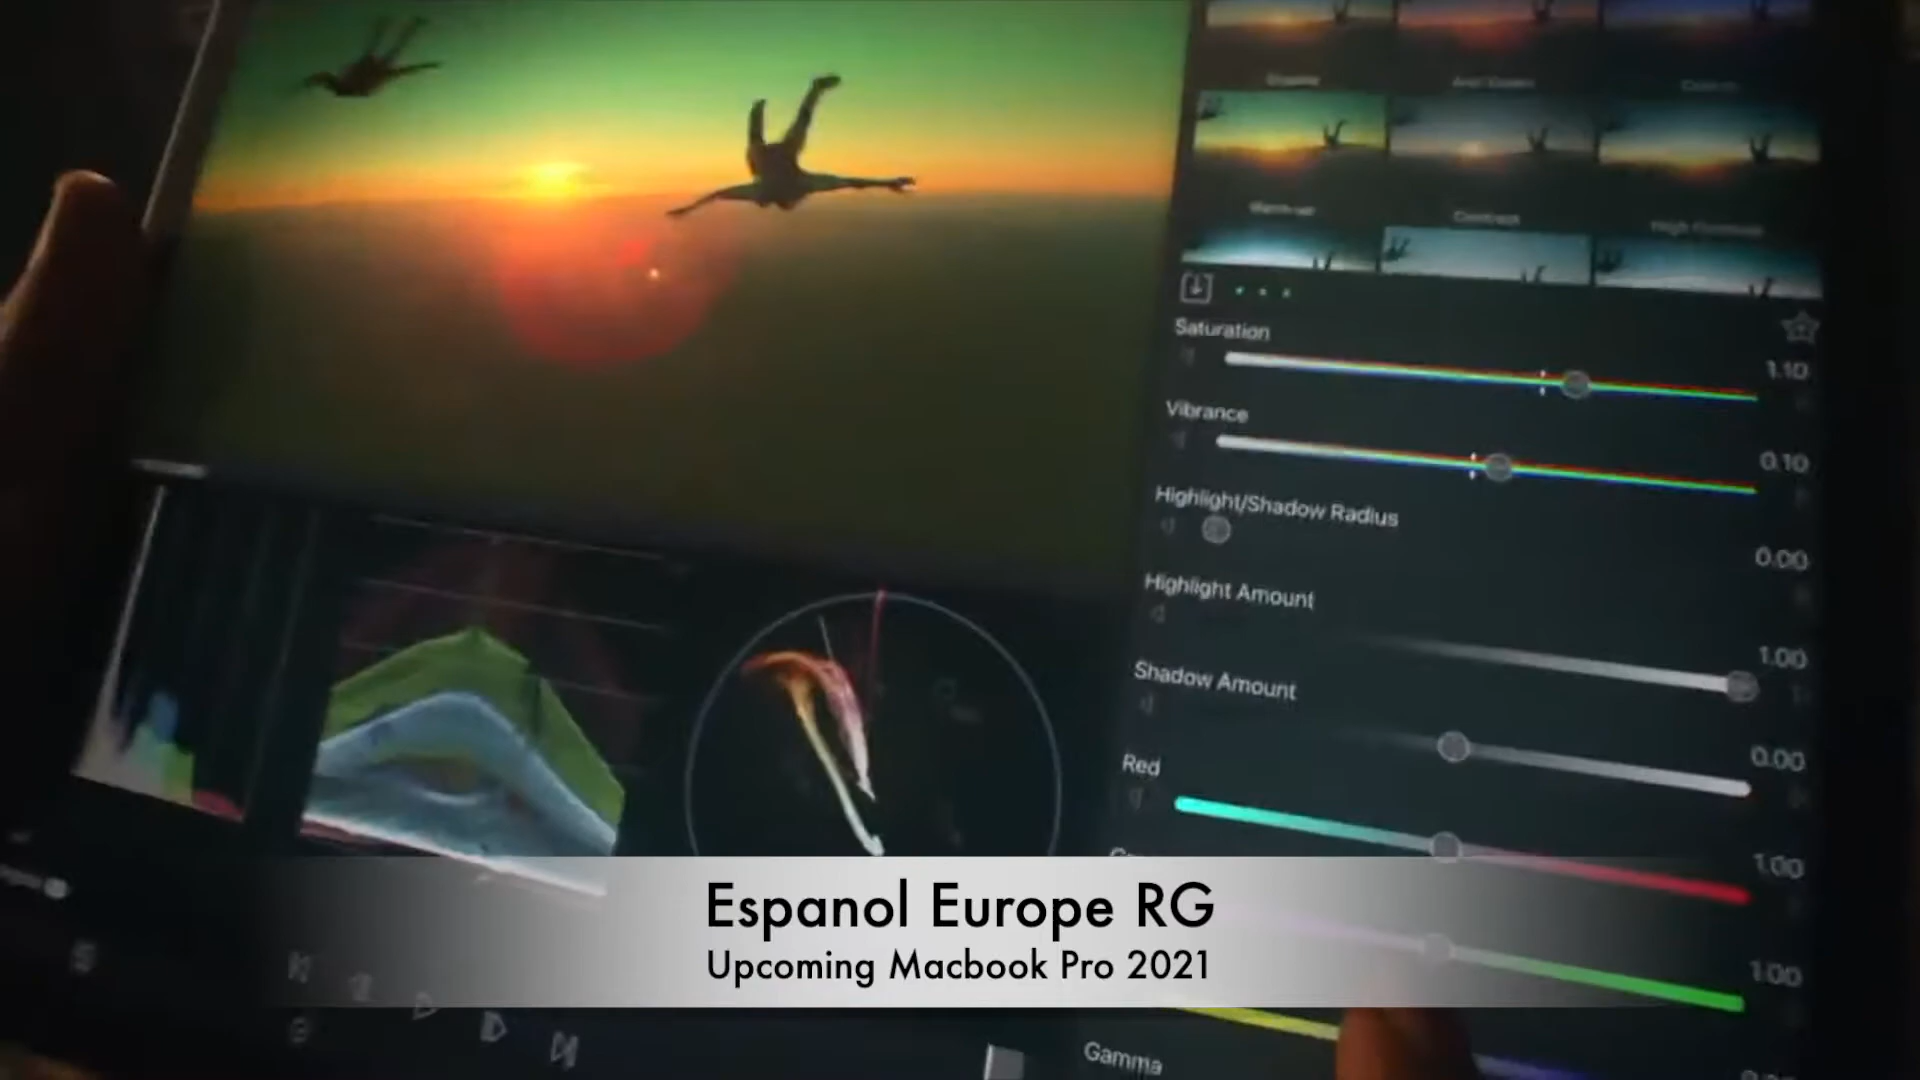 Contrast
Saturation
1.10
Vibrance
0.10
Highlight/Shadow Radius
0.00
Highlight Amount
1.00
Shadow Amount
0.00
Red
1.00
Espanol Europe RG
Upcoming Macbook Pro 2021
1.00
Gamma